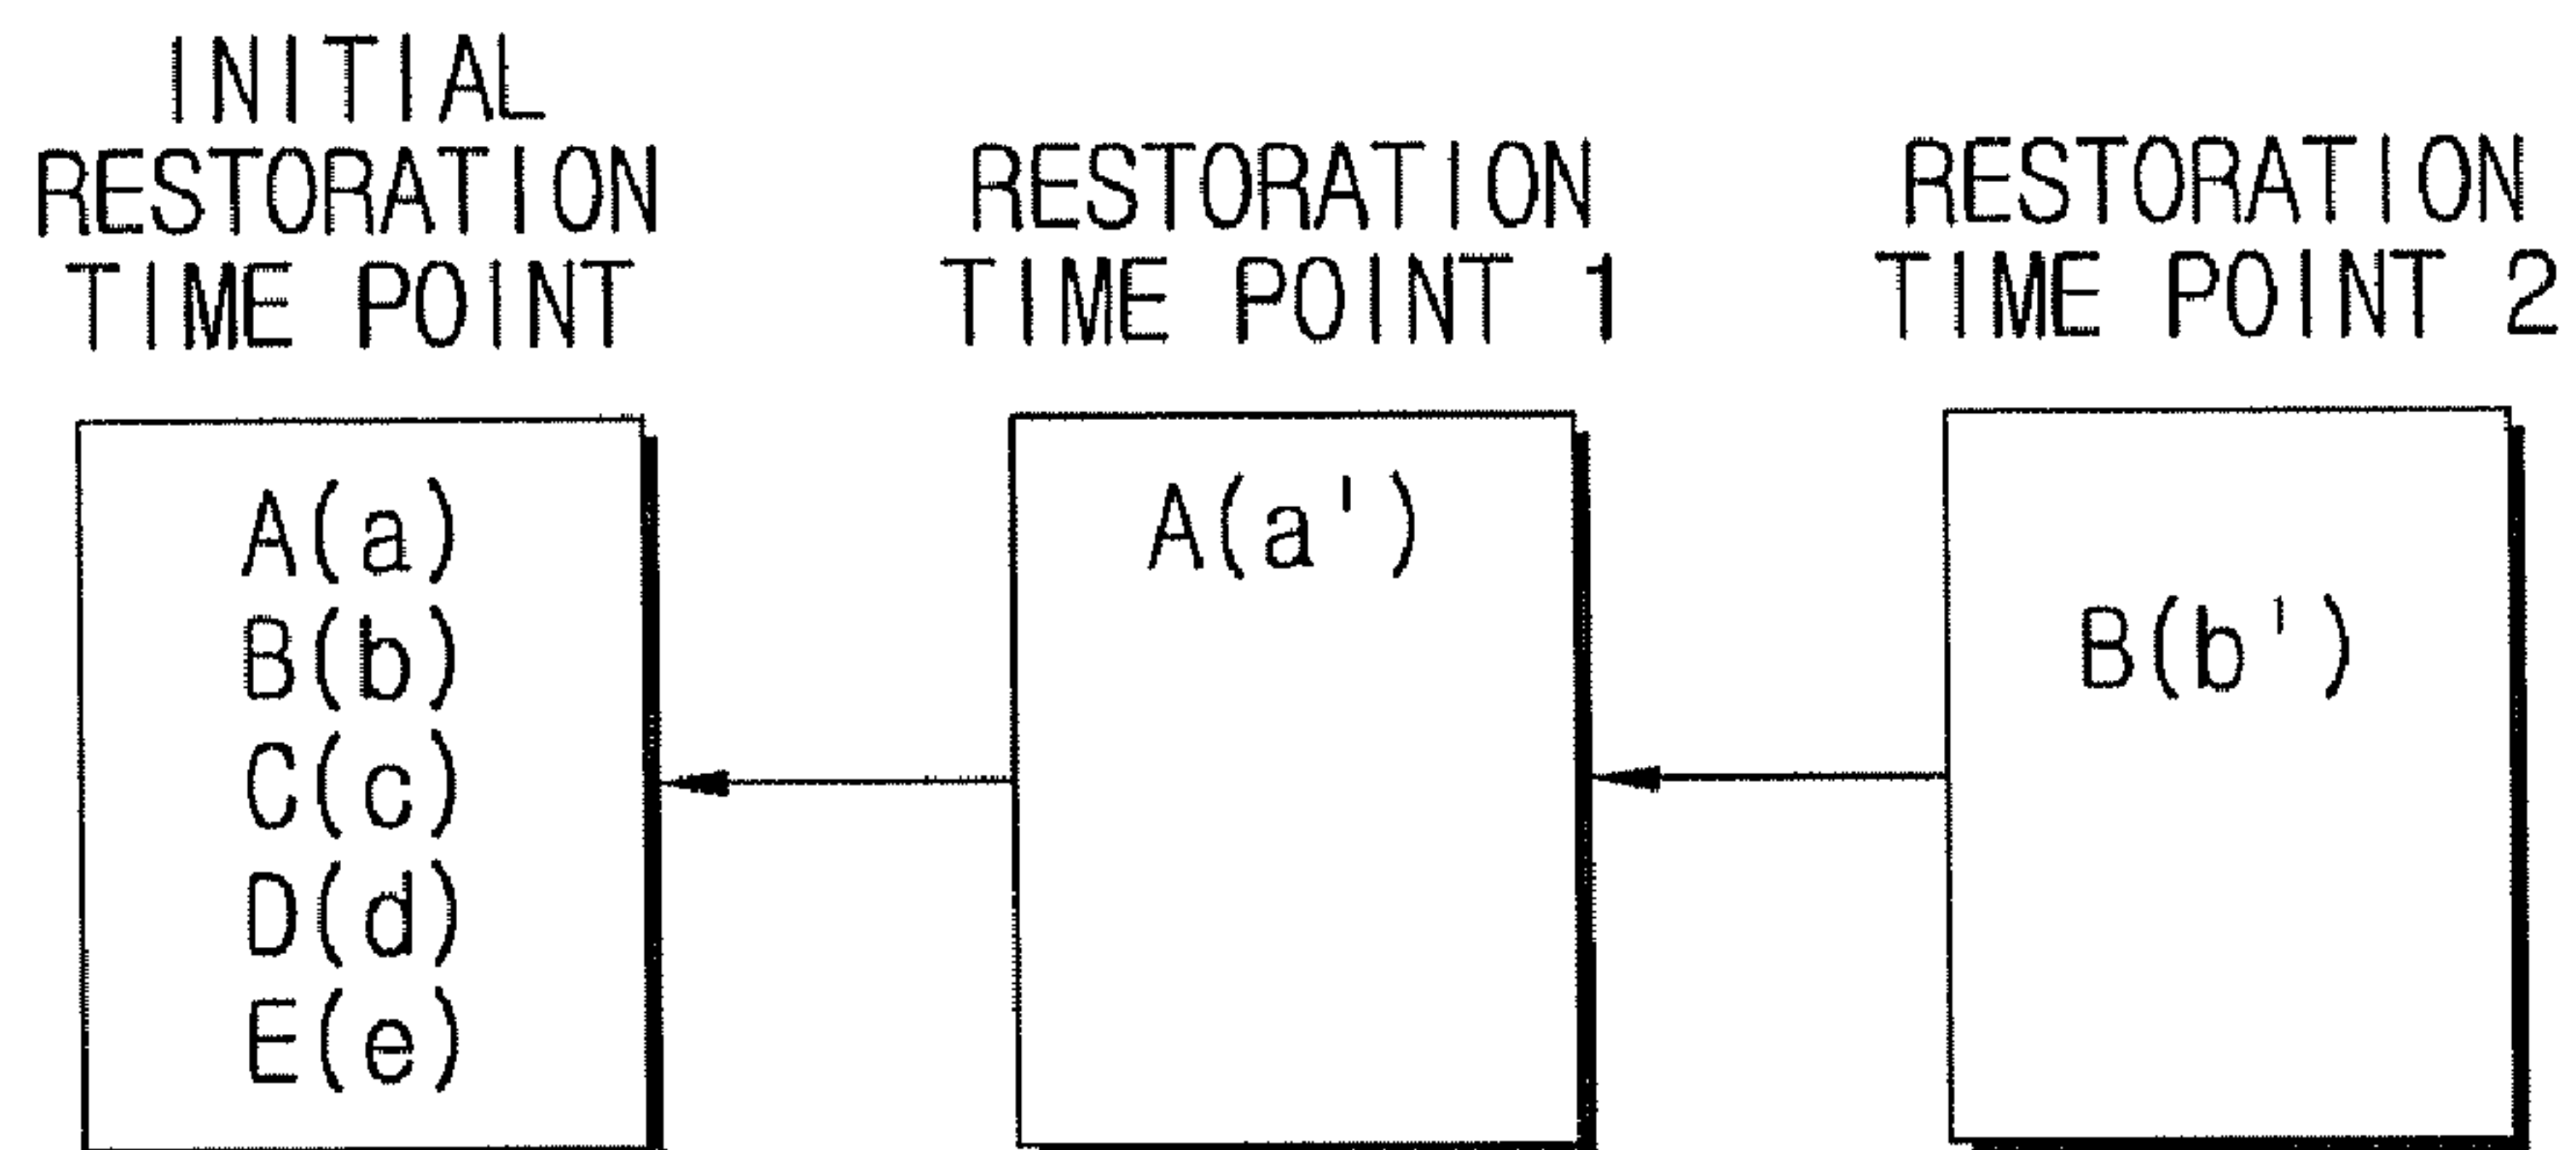 INITIAL
RESTORATION
TIME POINT
RESTORATION
TIME POINT 1
RESTORATION
TIME POINT 2
A(a)
B(b)
C(c)
D(d)
E(e)
A(a')
B(b')